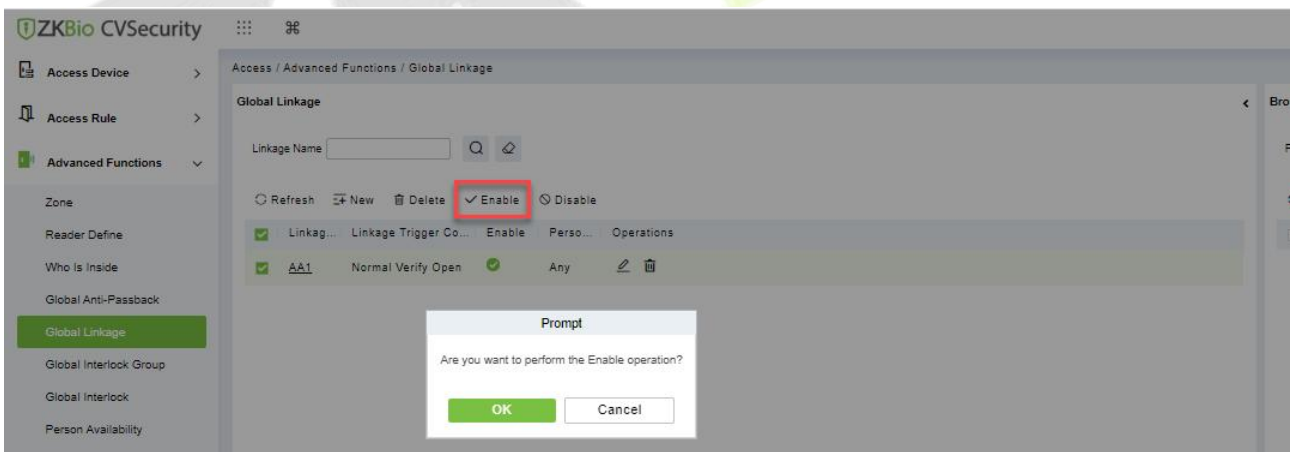 ZKBio CVSecurity
Access Device
Access / Advanced Functions / Global Linkage
Access Rule
Global Linkage
Bro
Linkage Name
Advanced Functions
Refresh New Delete Enable Disable
Zone
Reader Define
Linkag... Linkage Trigger Co... Enable Perso... Operations
Who Is Inside
AA1 Normal Verify Open Any
Global Anti-Passback
Global Linkage
Prompt
Are you want to perform the Enable operation?
Global Interlock Group
Global Interlock
OK Cancel
Person Availability